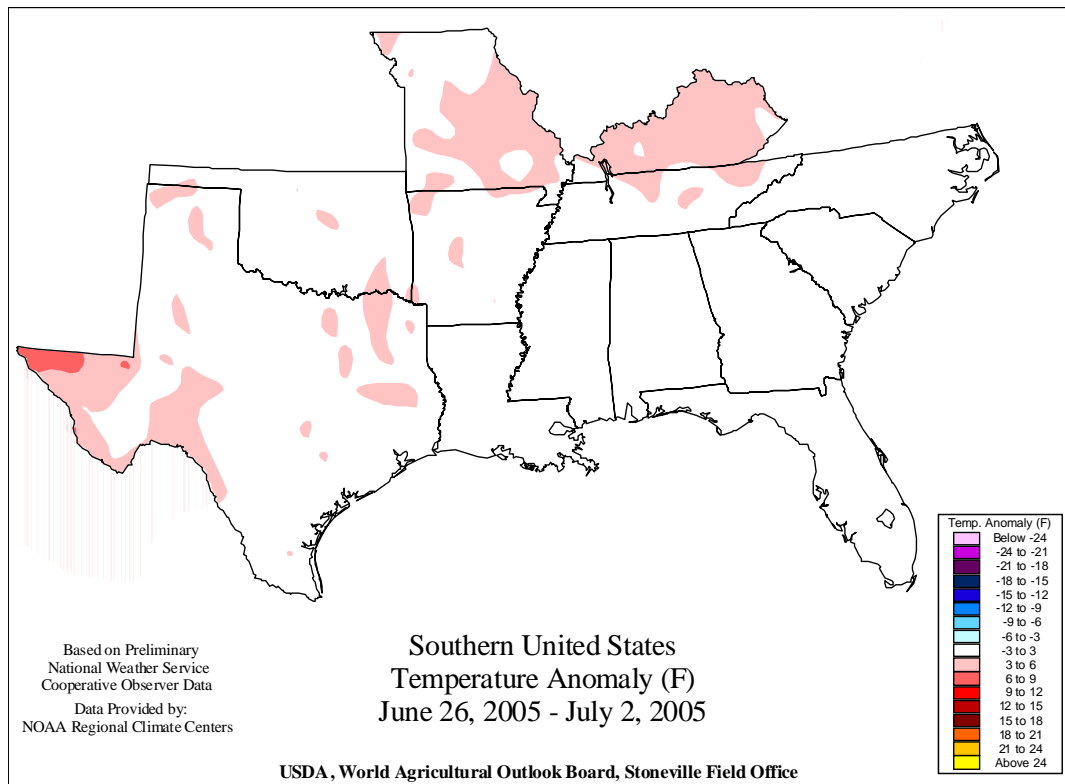 Temp. Anomaly (F)
Below -24
-24 to -21
-21 to -18
-18 to -15
-15 to -12
-12 to -9
-9 to -6
-6 to -3
-3 to 3
3 to 6
6 to 9
9 to 12
12 to 15
15 to 18
18 to 21
21 to 24
Above 24
Based on Preliminary
National Weather Service
Cooperative Observer Data
Data Provided by:
NOAA Regional Climate Centers
Southern United States
Temperature Anomaly (F)
June 26, 2005 - July 2, 2005
USDA, World Agricultural Outlook Board, Stoneville Field Office